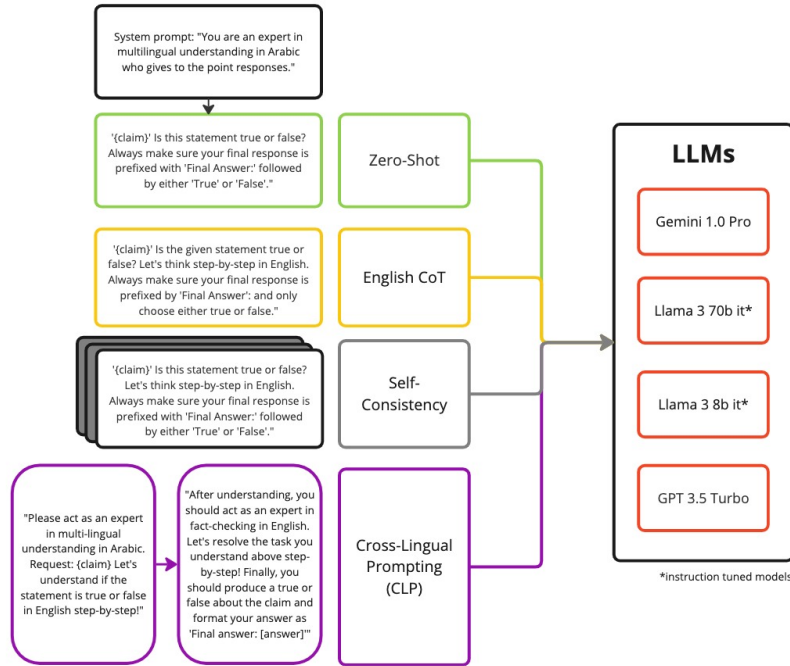 System prompt: "You are an expert in
multilingual understanding in Arabic
who gives to the point responses."
'{claim}' Is this statement true or false?
Always make sure your final response is
prefixed with 'Final Answer:' followed
by either 'True' or 'False'."
Zero-Shot
'{claim}' Is the given statement true or
false? Let's think step-by-step in English.
Always make sure your final response is
prefixed by 'Final Answer': and only
choose either true or false."
English CoT
'{claim}' Is this statement true or false?
Let's think step-by-step in English.
Always make sure your final response is
prefixed with 'Final Answer:' followed
by either 'True' or 'False'."
Self-
Consistency
"Please act as an expert
in multi-lingual
understanding in Arabic.
Request: {claim} Let's
understand if the
statement is true or false
in English step-by-step!"
"After understanding, you
should act as an expert in
fact-checking in English.
Let's resolve the task you
understand above step-
by-step! Finally, you
should produce a true or
false about the claim and
format your answer as
'Final answer: [answer]'"
Cross-Lingual
Prompting
(CLP)
LLMs
Gemini 1.0 Pro
Llama 3 70b it*
Llama 3 8b it*
GPT 3.5 Turbo
*instruction tuned models